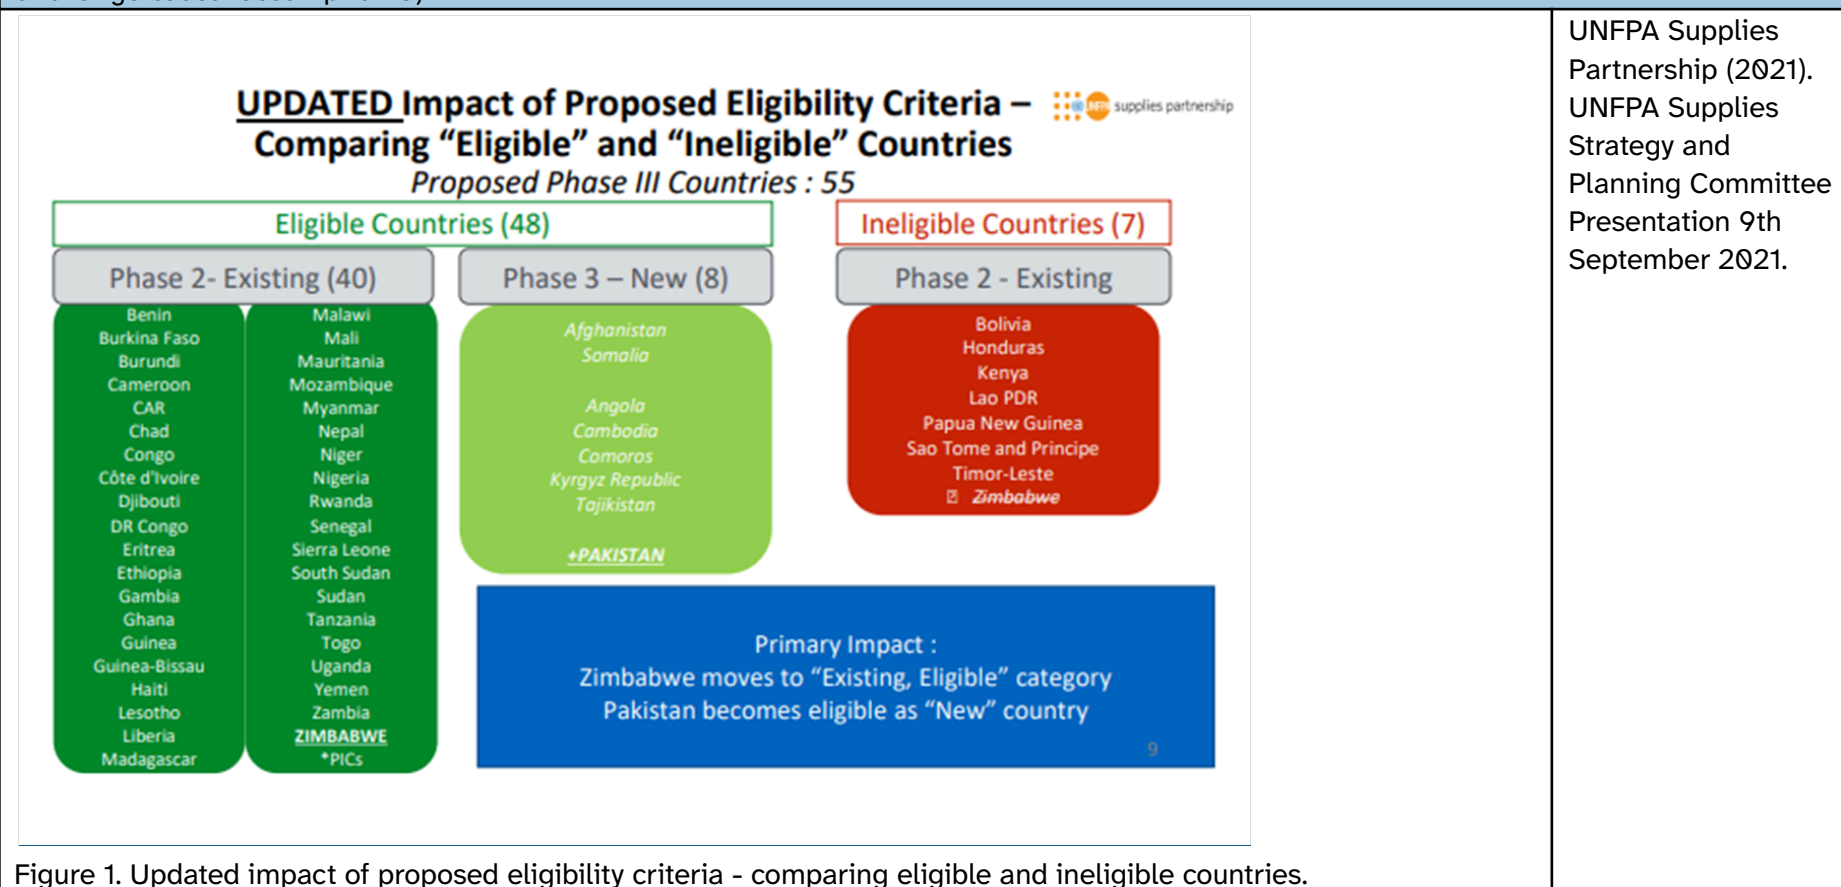 UPDATED Impact of Proposed Eligibility Criteria –
Comparing “Eligible” and “Ineligible” Countries
UNFPA supplies partnership
Proposed Phase III Countries : 55
Eligible Countries (48)
Phase 2- Existing (40)
Benin
Burkina Faso
Burundi
Cameroon
CAR
Chad
Congo
Côte d'Ivoire
Djibouti
DR Congo
Eritrea
Ethiopia
Gambia
Ghana
Guinea
Guinea-Bissau
Haiti
Lesotho
Liberia
Madagascar
Malawi
Mali
Mauritania
Mozambique
Myanmar
Nepal
Niger
Nigeria
Rwanda
Senegal
Sierra Leone
South Sudan
Sudan
Tanzania
Togo
Uganda
Yemen
Zambia
ZIMBABWE
*PICs
Phase 3 – New (8)
Afghanistan
Somalia
Angola
Cambodia
Comoros
Kyrgyz Republic
Tajikistan
+PAKISTAN
Ineligible Countries (7)
Phase 2 - Existing
Bolivia
Honduras
Kenya
Lao PDR
Papua New Guinea
Sao Tome and Principe
Timor-Leste
Zimbabwe
Primary Impact :
Zimbabwe moves to “Existing, Eligible” category
Pakistan becomes eligible as “New” country
9
Figure 1. Updated impact of proposed eligibility criteria - comparing eligible and ineligible countries.
UNFPA Supplies
Partnership (2021).
UNFPA Supplies
Strategy and
Planning Committee
Presentation 9th
September 2021.